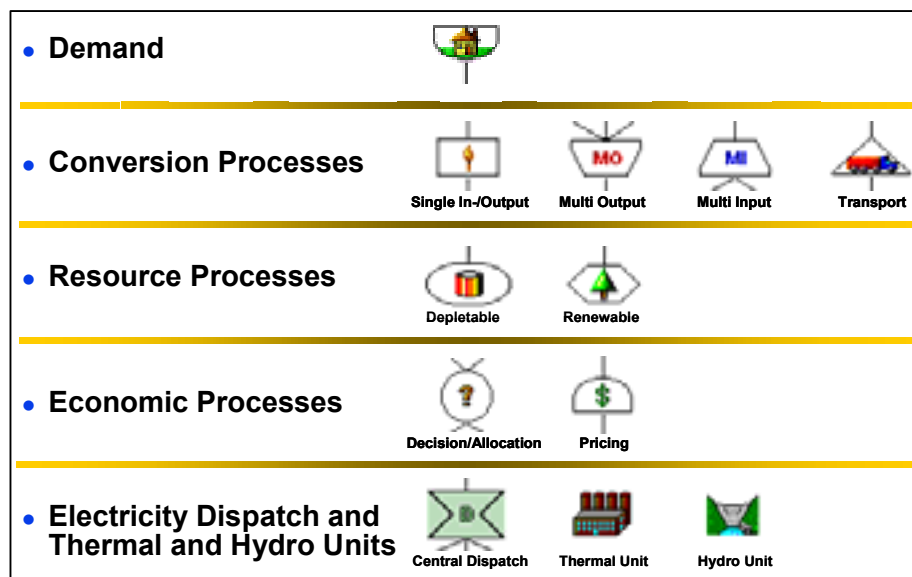 Demand
Conversion Processes
MO
MI
Single In-/Output
Multi Output
Multi Input
Transport
Resource Processes
Depletable
Renewable
?
$
Economic Processes
Decision/Allocation
Pricing
D
Electricity Dispatch and
Thermal and Hydro Units
Central Dispatch
Thermal Unit
Hydro Unit